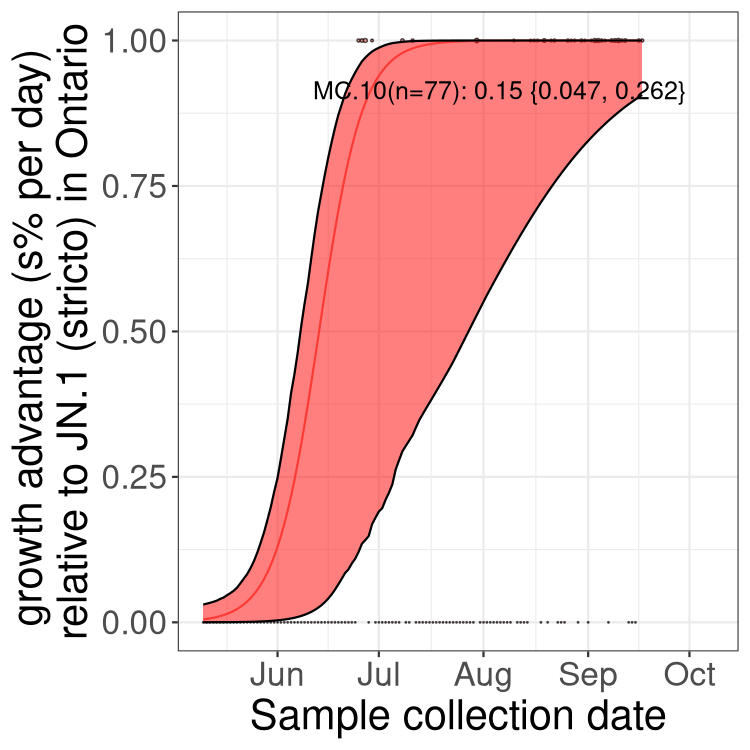 growth advantage (s% per day)
relative to JN.1 (stricto) in Ontario
1.00
0.75
0.50
0.25
0.00
MC.10(n=77): 0.15 {0.047, 0.262}
Jun Jul Aug Sep Oct
Sample collection date